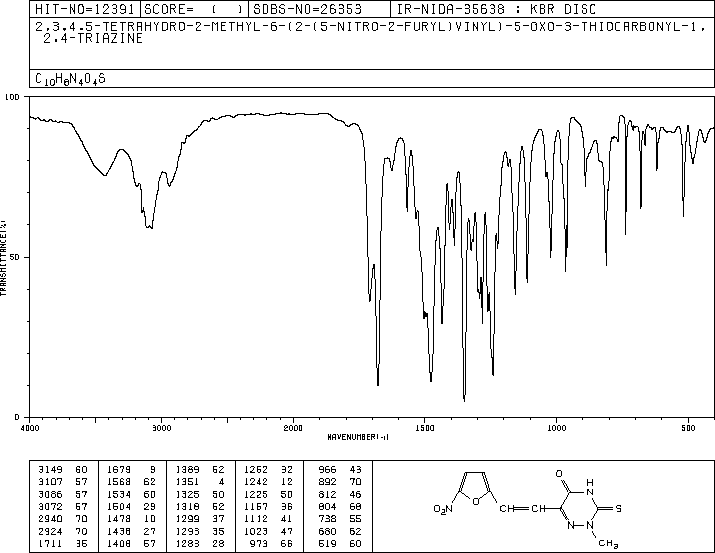 HIT-NO=12391 SCORE= ( ) SDBS-NO=26353 IR-NIDA-35638 : KBR DISC
2,3,4,5-TETRAHYDRO-2-METHYL-6-(2-(5-NITRO-2-FURYL)VINYL)-5-OXO-3-THIOCARBONYL-1,
2,4-TRIAZINE
C10H8N4O4S
100
TRANSMITTANCE(%)
50
0
4000 3000 2000 1500 1000 500
WAVENUMBER(-1)
3149 60 1679 9 1389 52 1262 32 966 43
3107 57 1568 62 1351 4 1242 12 892 70
3086 57 1534 60 1325 50 1225 50 812 46
3072 57 1504 29 1318 52 1157 36 804 68
2940 70 1478 10 1299 37 1112 41 738 55
2924 70 1438 27 1293 35 1023 47 680 62
1711 35 1408 57 1283 28 973 66 519 60
O
NH
NO2 O CH=CH S
N
N
CH3